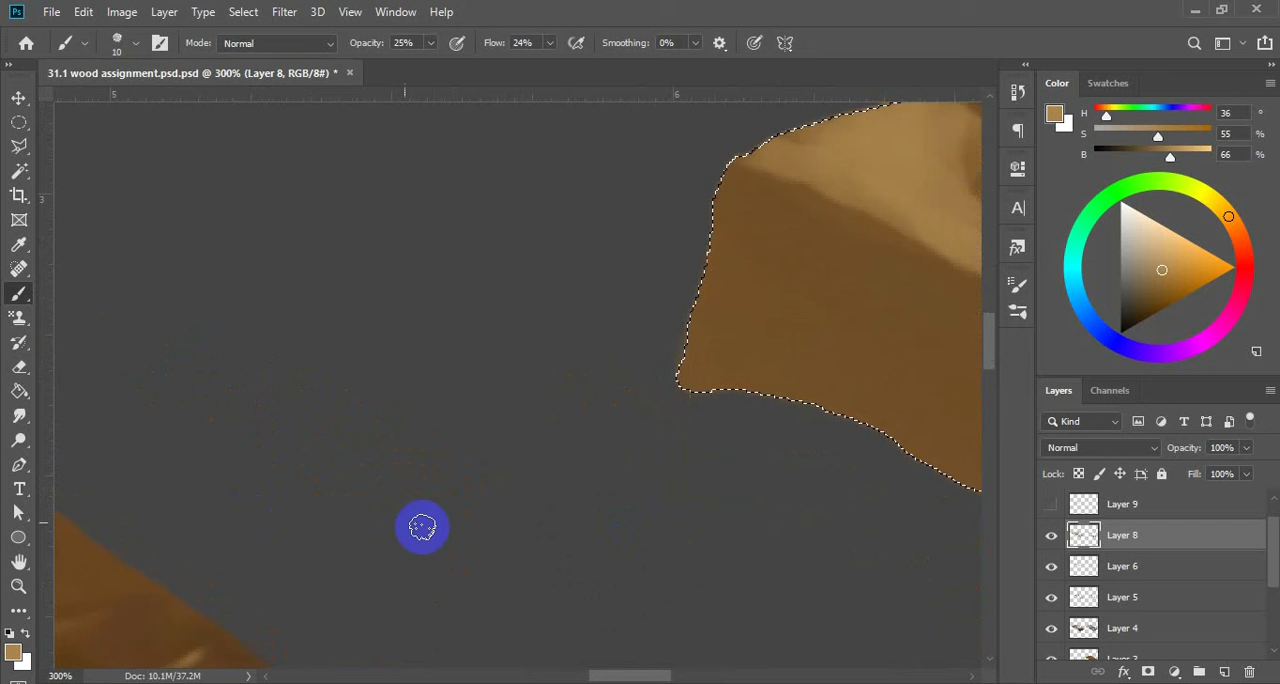 Ps File Edit Image Layer Type Select Filter 3D View Window Help
10 Mode: Normal Opacity: 25% Flow: 24% Smoothing: 0%
31.1 wood assignment.psd.psd @ 300% (Layer 8, RGB/8#) *
Color Swatches
5 6
H 36 °
S 55 %
B 66 %
3
A
T
Layers Channels
Kind
Normal Opacity: 100%
Lock: Fill: 100%
Layer 9
Layer 8
Layer 6
Layer 5
Layer 4
300% Doc: 10.1M/37.2M
fx